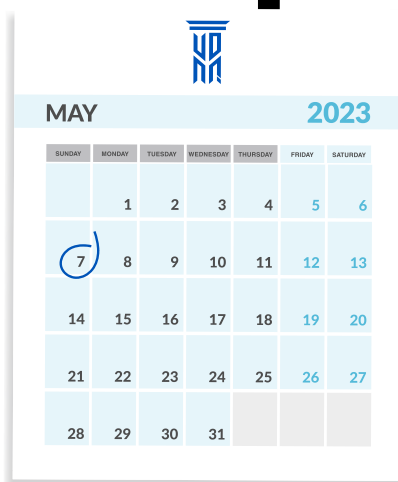 MAY 2023
SUNDAY MONDAY TUESDAY WEDNESDAY THURSDAY FRIDAY SATURDAY
1 2 3 4 5 6
7 8 9 10 11 12 13
14 15 16 17 18 19 20
21 22 23 24 25 26 27
28 29 30 31